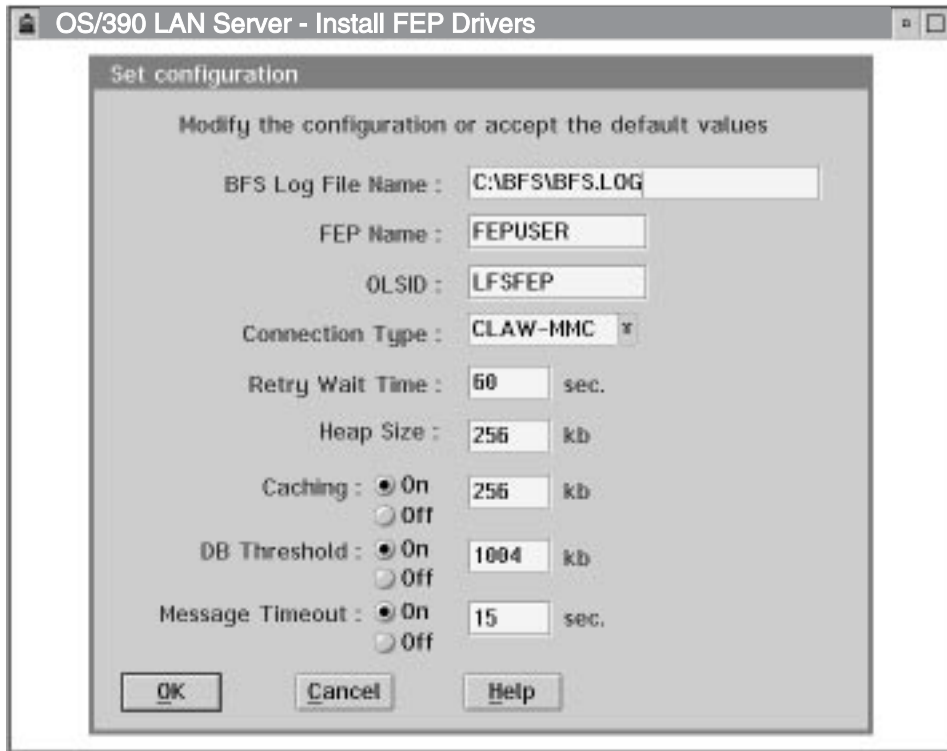 OS/390 LAN Server - Install FEP Drivers
Set configuration
Modify the configuration or accept the default values
BFS Log File Name : C:\BFS\BFS.LOG
FEP Name : FEPUSER
OLSID : LFSFEP
Connection Type : CLAW-MMC
Retry Wait Time : 60 sec.
Heap Size : 256 kb
Caching : On 256 kb
Off
DB Threshold : On 1004 kb
Off
Message Timeout : On 15 sec.
Off
OK Cancel Help